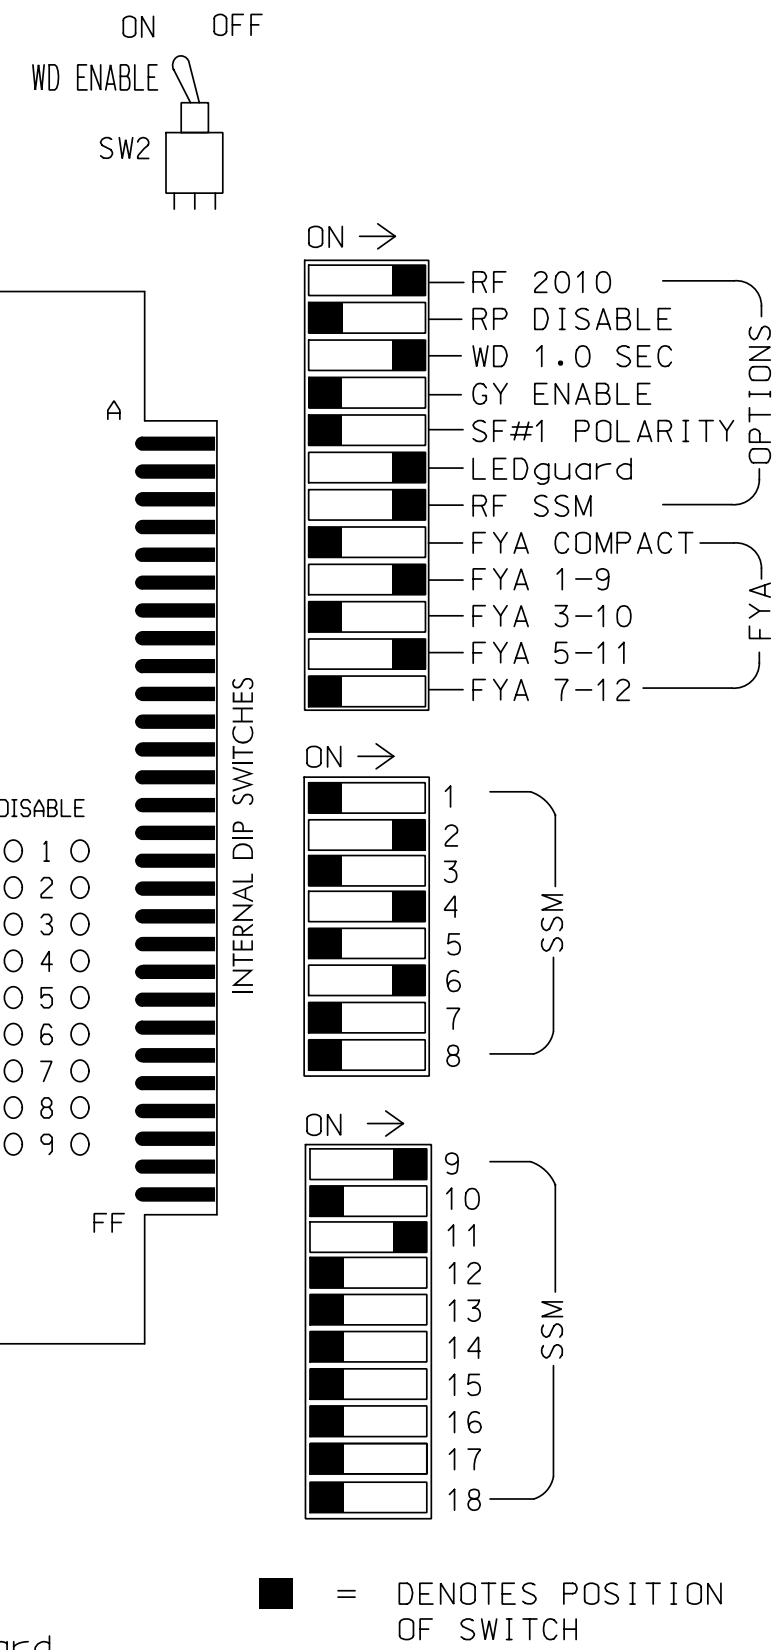 ON OFF
WD ENABLE
SW2
ON
RF 2010
RP DISABLE
WD 1.0 SEC
GY ENABLE
SF#1 POLARITY
LEDguard
RF SSM
OPTIONS
FYA COMPACT
FYA 1-9
FYA 3-10
FYA 5-11
FYA 7-12
FYA
A
FF
INTERNAL DIP SWITCHES
DISABLE
1
2
3
4
5
6
7
8
9
ON
1
2
3
4
5
6
7
8
SSM
ON
9
10
11
12
13
14
15
16
17
18
SSM
= DENOTES POSITION
OF SWITCH